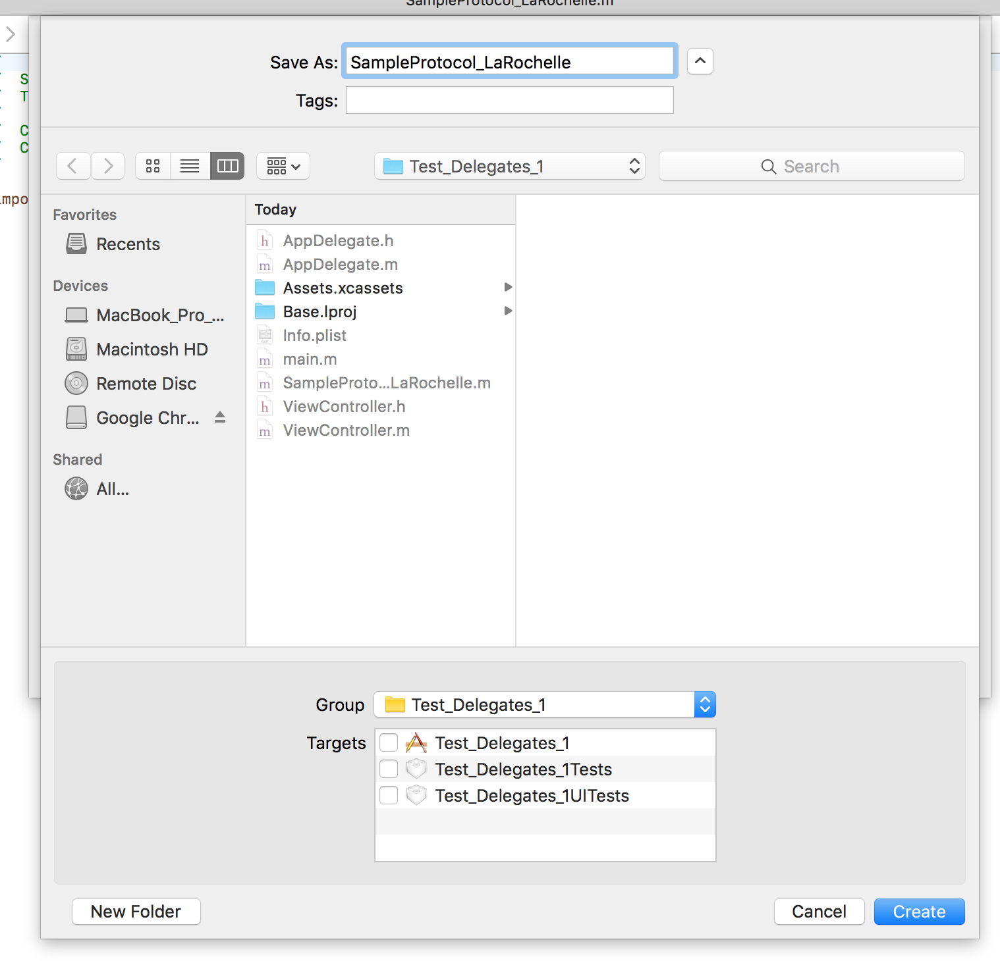 SampleProtocol_LaRochelle.m
Save As: SampleProtocol_LaRochelle
Tags:
S
T
C
C
Test_Delegates_1
Search
impo
Favorites
Recents
Devices
MacBook_Pro_...
Macintosh HD
Remote Disc
Google Chr...
Shared
All...
Today
AppDelegate.h
AppDelegate.m
Assets.xcassets
Base.lproj
Info.plist
main.m
SampleProto...LaRochelle.m
ViewController.h
ViewController.m
Group Test_Delegates_1
Targets Test_Delegates_1
Test_Delegates_1Tests
Test_Delegates_1UITests
New Folder
Cancel
Create